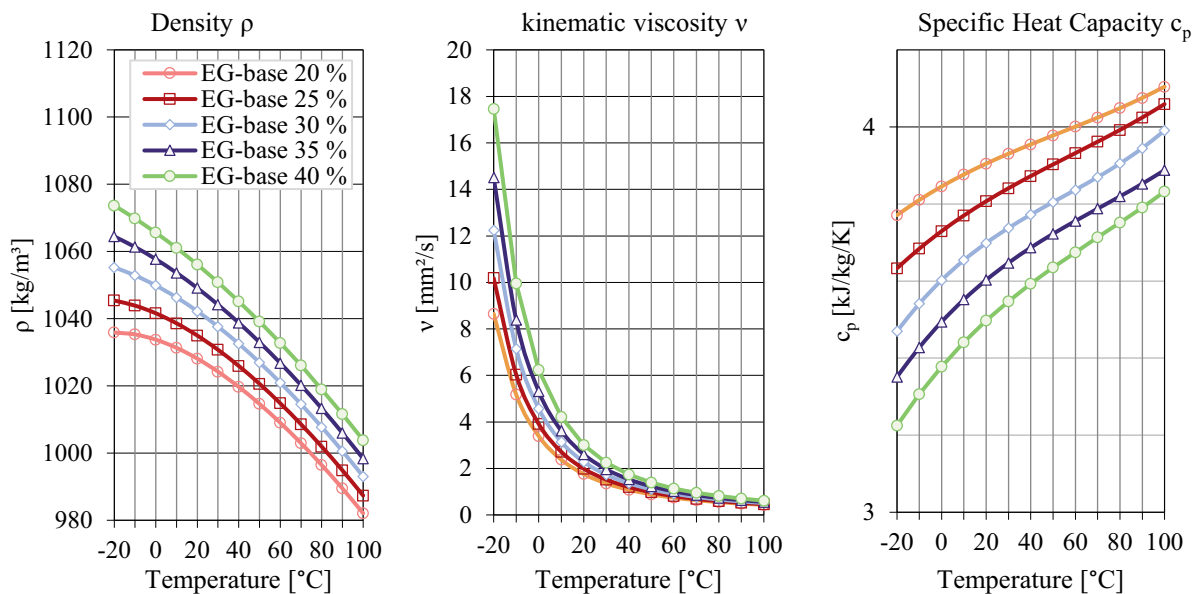 Density ρ
1120
1100
1080
1060
1040
1020
1000
980
ρ [kg/m³]
EG-base 20 %
EG-base 25 %
EG-base 30 %
EG-base 35 %
EG-base 40 %
-20 0 20 40 60 80 100
Temperature [°C]
kinematic viscosity ν
20
18
16
14
12
10
8
6
4
2
0
ν [mm²/s]
-20 0 20 40 60 80 100
Temperature [°C]
Specific Heat Capacity cp
4
3
cp [kJ/kg/K]
-20 0 20 40 60 80 100
Temperature [°C]